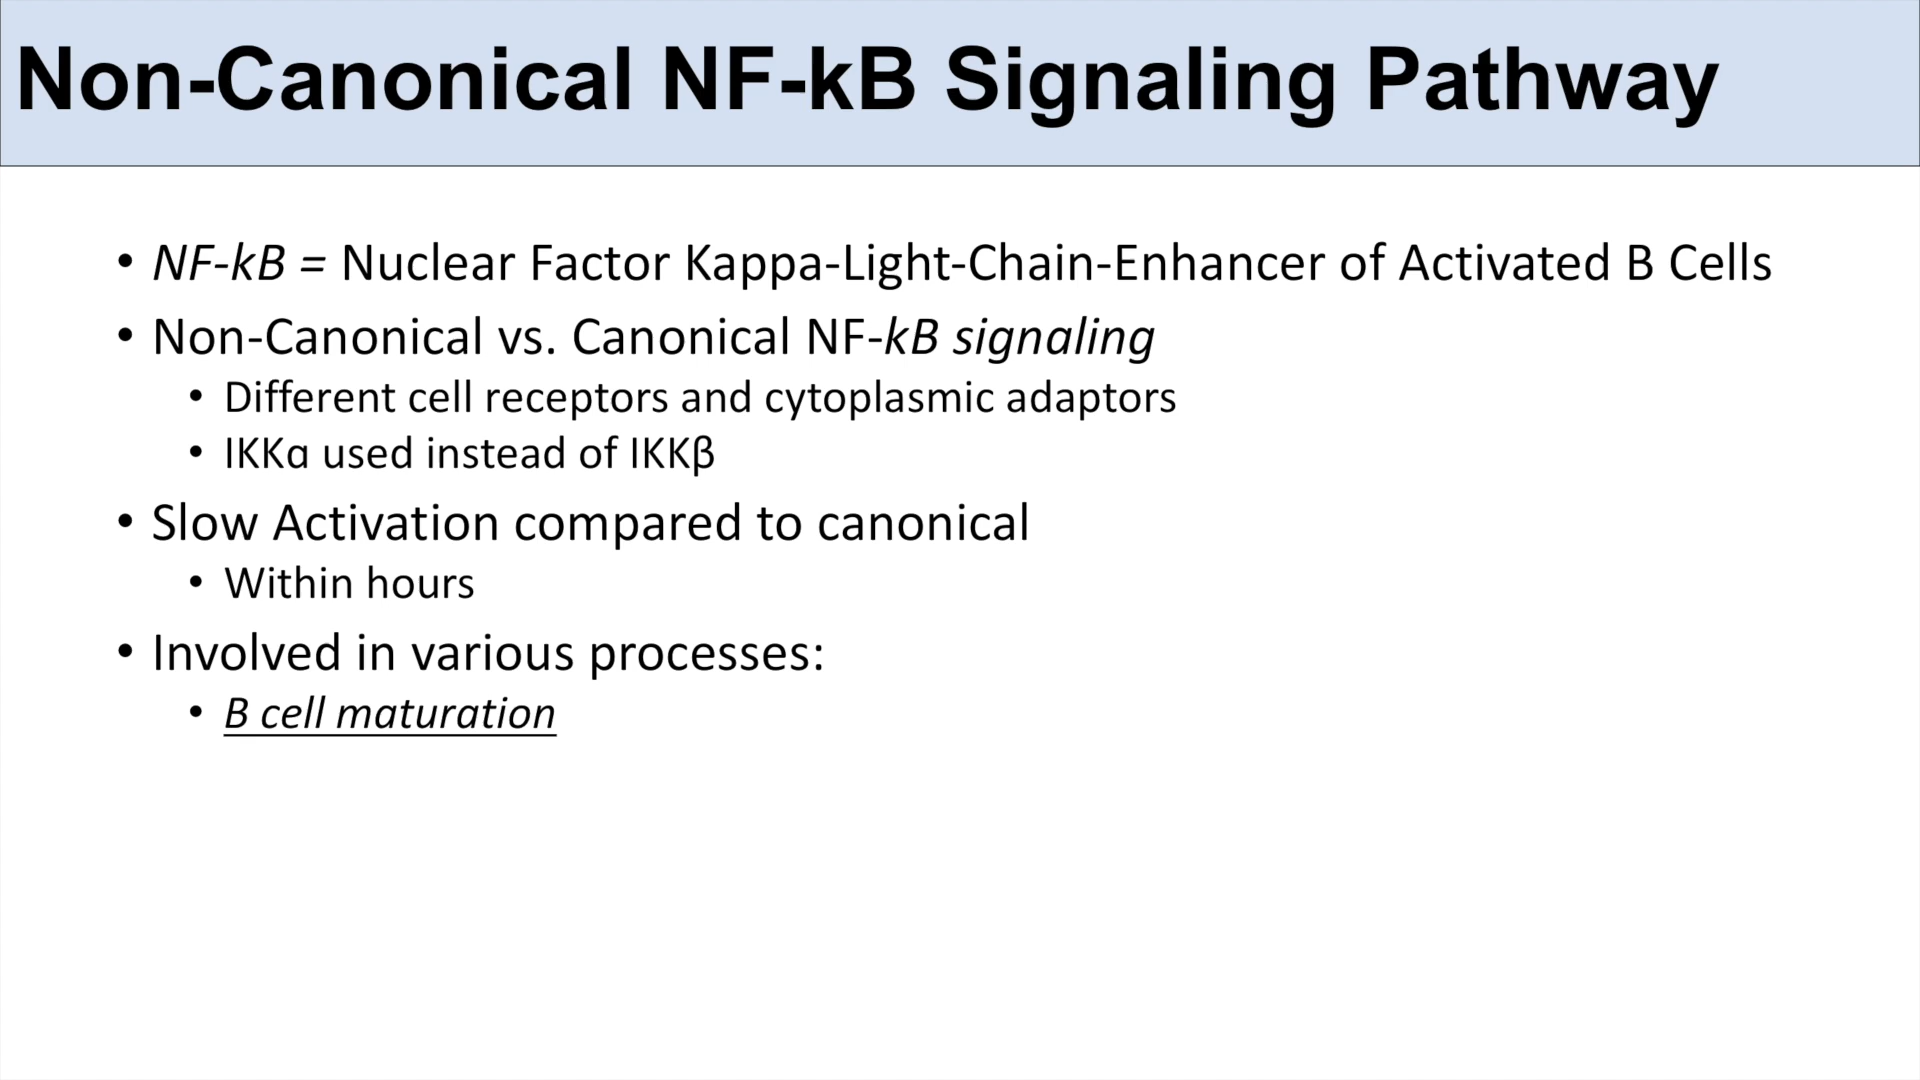 Non-Canonical NF-kB Signaling Pathway
• NF-kB = Nuclear Factor Kappa-Light-Chain-Enhancer of Activated B Cells
• Non-Canonical vs. Canonical NF-kB signaling
• Different cell receptors and cytoplasmic adaptors
• IKKα used instead of IKKβ
• Slow Activation compared to canonical
• Within hours
• Involved in various processes:
• B cell maturation